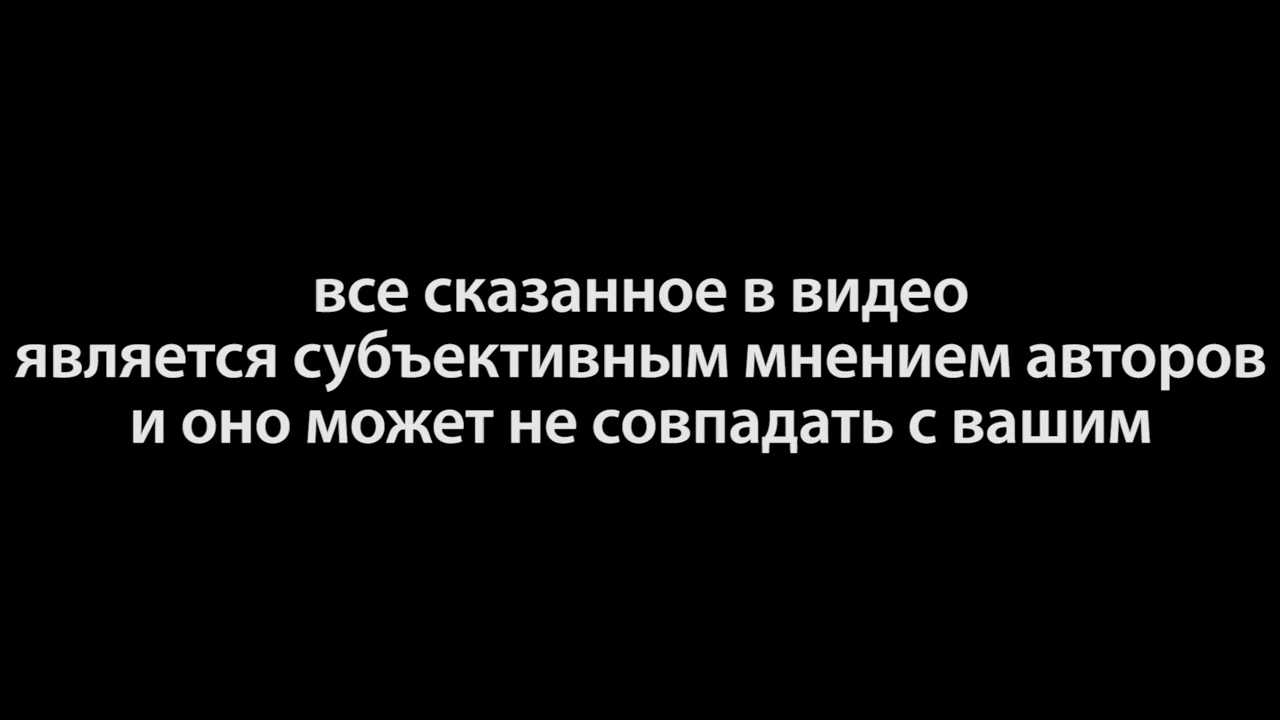 все сказанное в видео
является субъективным мнением авторов
и оно может не совпадать с вашим